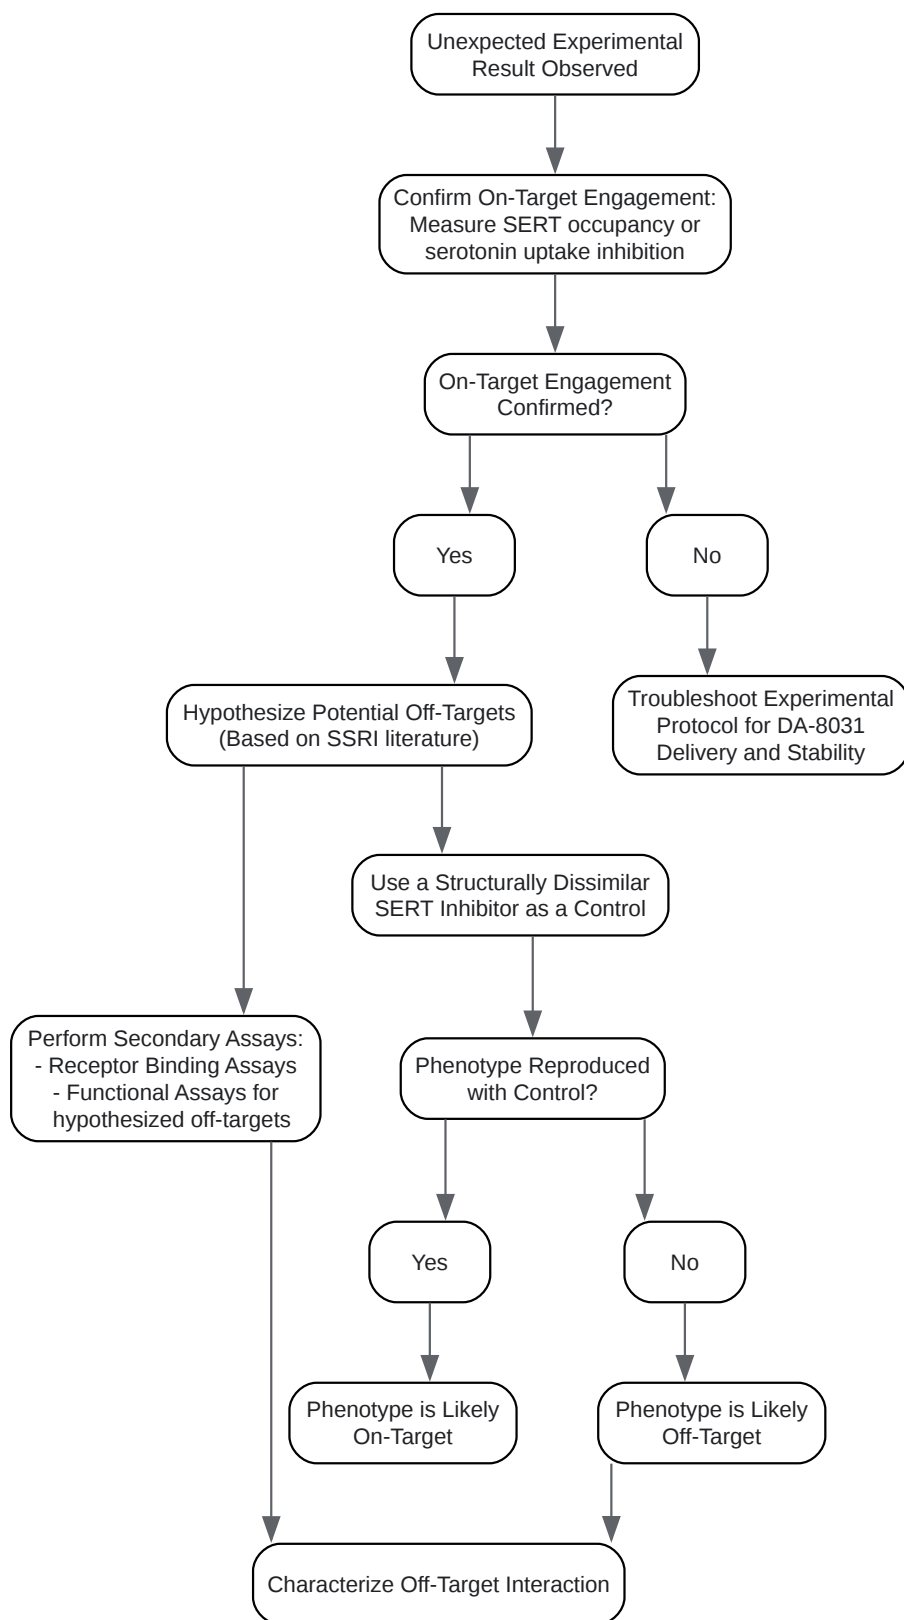 Unexpected Experimental
Result Observed
Confirm On-Target Engagement:
Measure SERT occupancy or
serotonin uptake inhibition
On-Target Engagement
Confirmed?
Yes
No
Hypothesize Potential Off-Targets
(Based on SSRI literature)
Troubleshoot Experimental
Protocol for DA-8031
Delivery and Stability
Use a Structurally Dissimilar
SERT Inhibitor as a Control
Perform Secondary Assays:
- Receptor Binding Assays
- Functional Assays for
hypothesized off-targets
Phenotype Reproduced
with Control?
Yes
No
Phenotype is Likely
On-Target
Phenotype is Likely
Off-Target
Characterize Off-Target Interaction